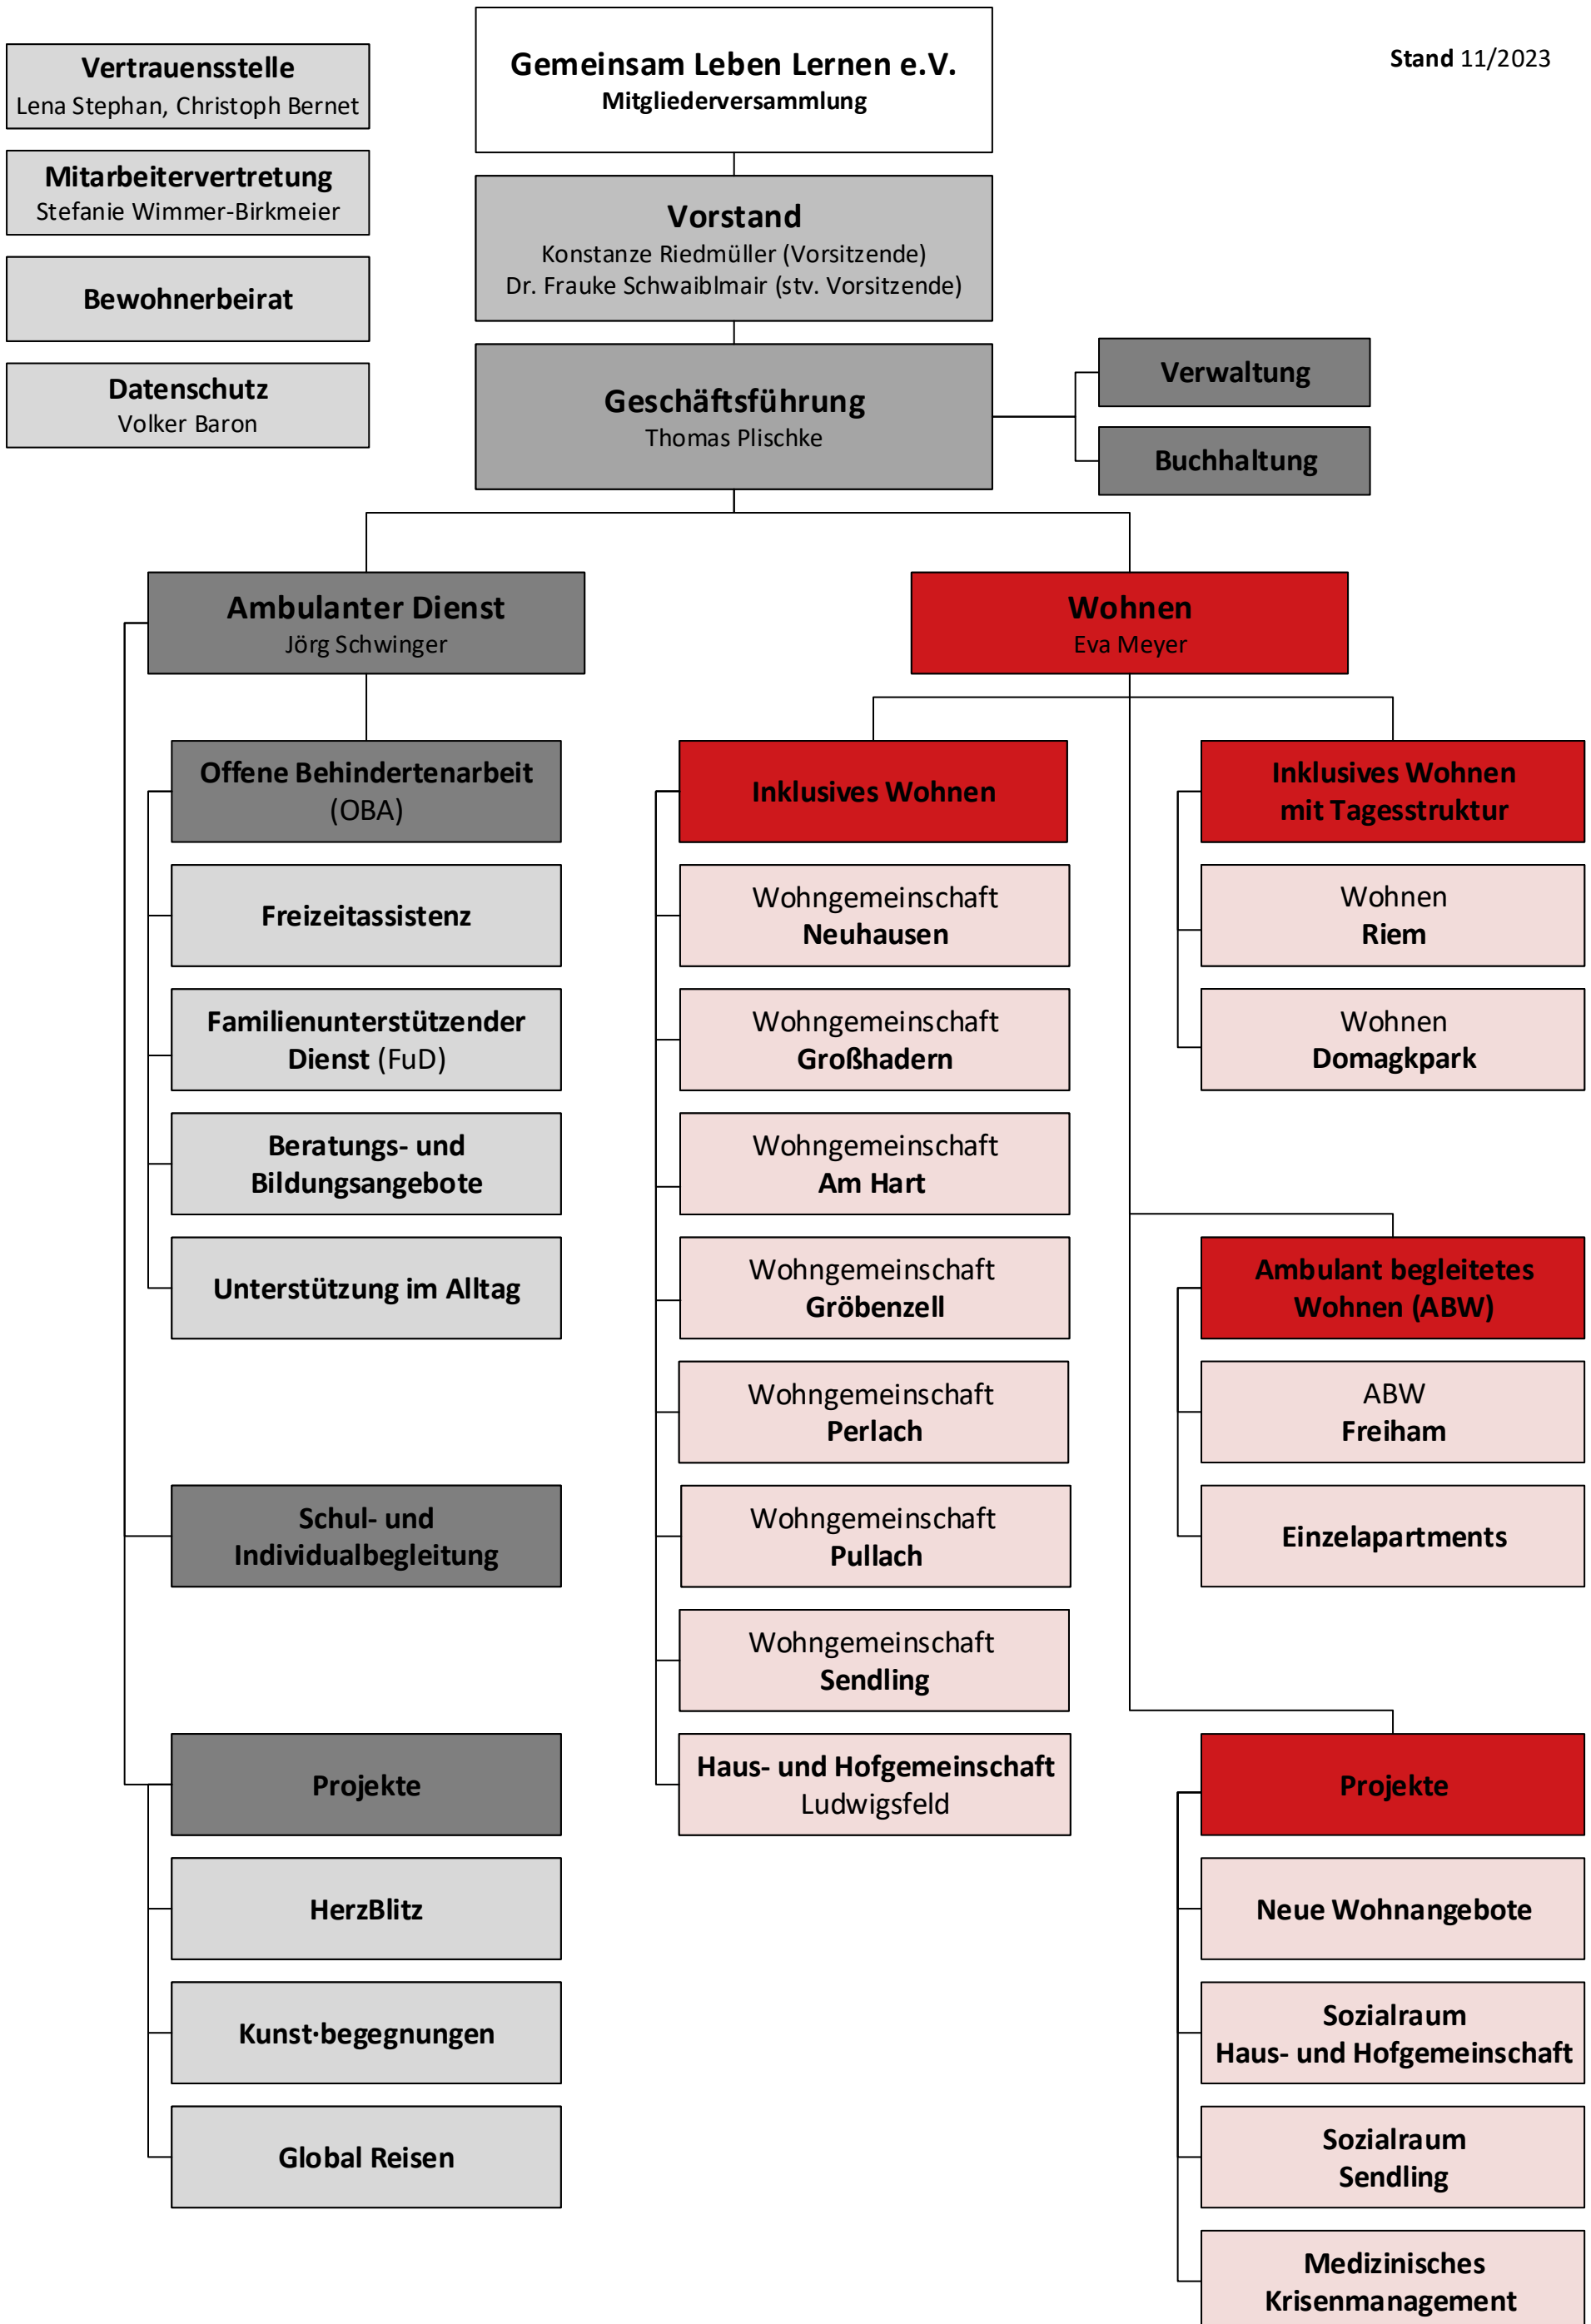 Vertrauensstelle
Lena Stephan, Christoph Bernet
Mitarbeitervertretung
Stefanie Wimmer-Birkmeier
Bewohnerbeirat
Datenschutz
Volker Baron
Gemeinsam Leben Lernen e.V.
Mitgliederversammlung
Stand 11/2023
Vorstand
Konstanze Riedmüller (Vorsitzende)
Dr. Frauke Schwaiblmair (stv. Vorsitzende)
Geschäftsführung
Thomas Plischke
Verwaltung
Buchhaltung
Ambulanter Dienst
Jörg Schwinger
Wohnen
Eva Meyer
Offene Behindertenarbeit
(OBA)
Freizeitassistenz
Familienunterstützender
Dienst (FuD)
Beratungs- und
Bildungsangebote
Unterstützung im Alltag
Schul- und
Individualbegleitung
Projekte
HerzBlitz
Kunst·begegnungen
Global Reisen
Inklusives Wohnen
Wohngemeinschaft
Neuhausen
Wohngemeinschaft
Großhadern
Wohngemeinschaft
Am Hart
Wohngemeinschaft
Gröbenzell
Wohngemeinschaft
Perlach
Wohngemeinschaft
Pullach
Wohngemeinschaft
Sendling
Haus- und Hofgemeinschaft
Ludwigsfeld
Inklusives Wohnen
mit Tagesstruktur
Wohnen
Riem
Wohnen
Domagkpark
Ambulant begleitetes
Wohnen (ABW)
ABW
Freiham
Einzelapartments
Projekte
Neue Wohnangebote
Sozialraum
Haus- und Hofgemeinschaft
Sozialraum
Sendling
Medizinisches
Krisenmanagement